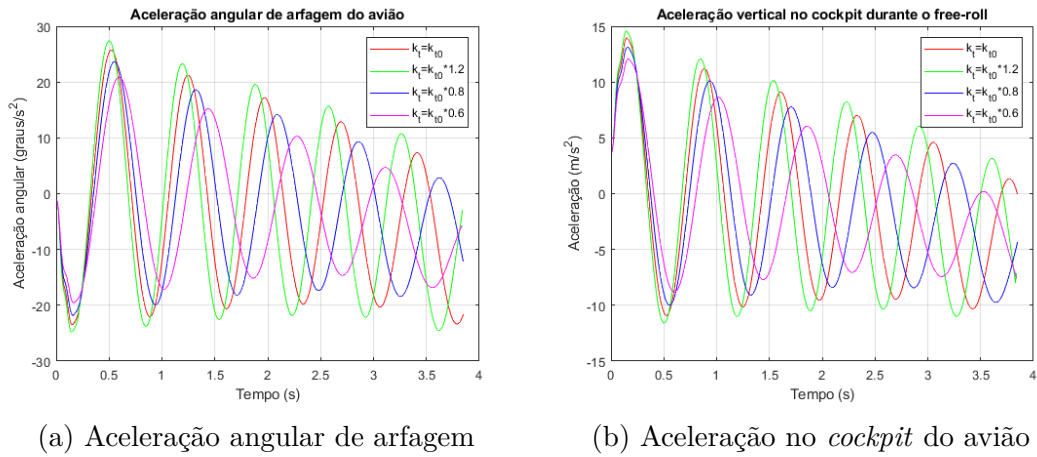 Aceleração angular de arfagem do avião
Aceleração angular (graus/s²)
30
20
10
0
-10
-20
-30
k_t=k_t0
k_t=k_t0*1.2
k_t=k_t0*0.8
k_t=k_t0*0.6
0 0.5 1 1.5 2 2.5 3 3.5 4
Tempo (s)
(a) Aceleração angular de arfagem
Aceleração vertical no cockpit durante o free-roll
Aceleração (m/s²)
15
10
5
0
-5
-10
-15
k_t=k_t0
k_t=k_t0*1.2
k_t=k_t0*0.8
k_t=k_t0*0.6
0 0.5 1 1.5 2 2.5 3 3.5 4
Tempo (s)
(b) Aceleração no cockpit do avião